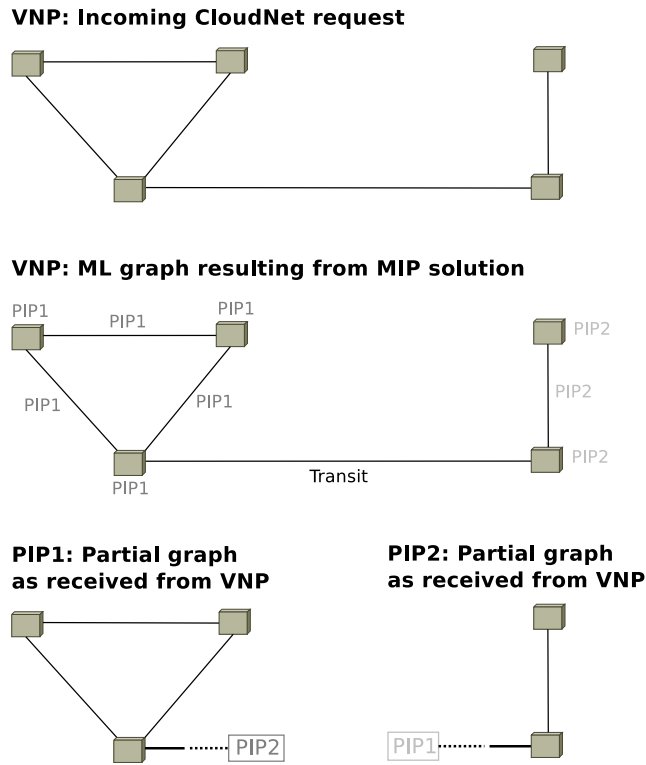 VNP: Incoming CloudNet request
VNP: ML graph resulting from MIP solution
PIP1
PIP1
PIP1
PIP2
PIP1
PIP1
PIP2
PIP2
PIP1
Transit
PIP1: Partial graph
as received from VNP
PIP2: Partial graph
as received from VNP
PIP2
PIP1